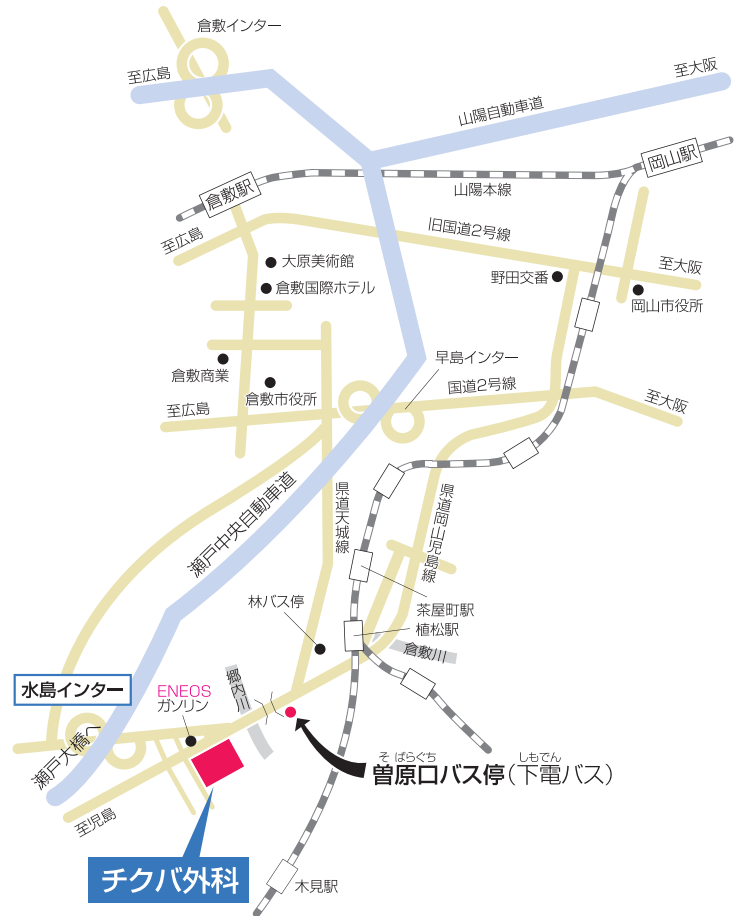 倉敷インター
至広島
至大阪
山陽自動車道
岡山駅
倉敷駅
山陽本線
至広島
旧国道2号線
大原美術館
至大阪
野田交番
倉敷国際ホテル
岡山市役所
早島インター
倉敷商業
国道2号線
倉敷市役所
至広島
至大阪
瀬戸中央自動車道
県道天城線
県道岡山児島線
林バス停
茶屋町駅
植松駅
倉敷川
水島インター
郷内川
ENEOS
ガソリン
瀬戸大橋へ
そばらぐち
しもでん
曽原口バス停(下電バス)
至児島
チクバ外科
木見駅